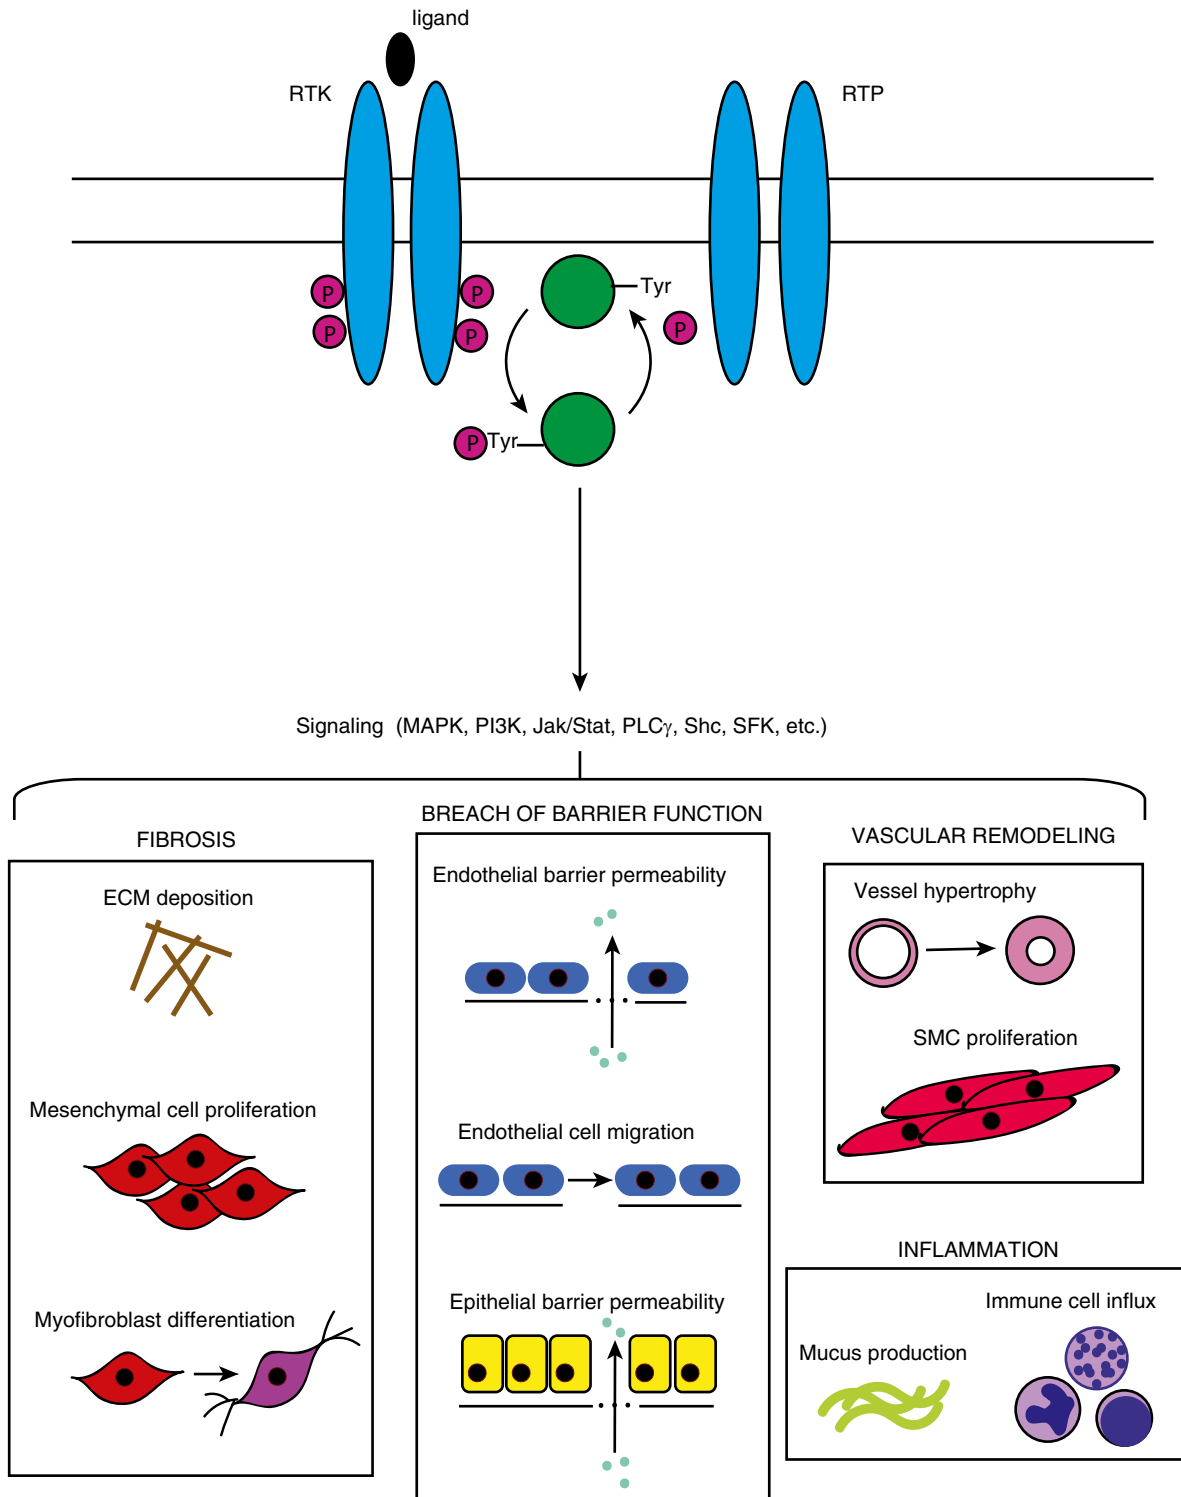 ligand
RTK
RTP
P
P
P
P
Tyr
P
P Tyr
Signaling (MAPK, PI3K, Jak/Stat, PLCγ, Shc, SFK, etc.)
FIBROSIS
ECM deposition
Mesenchymal cell proliferation
Myofibroblast differentiation
BREACH OF BARRIER FUNCTION
Endothelial barrier permeability
Endothelial cell migration
Epithelial barrier permeability
VASCULAR REMODELING
Vessel hypertrophy
SMC proliferation
INFLAMMATION
Immune cell influx
Mucus production